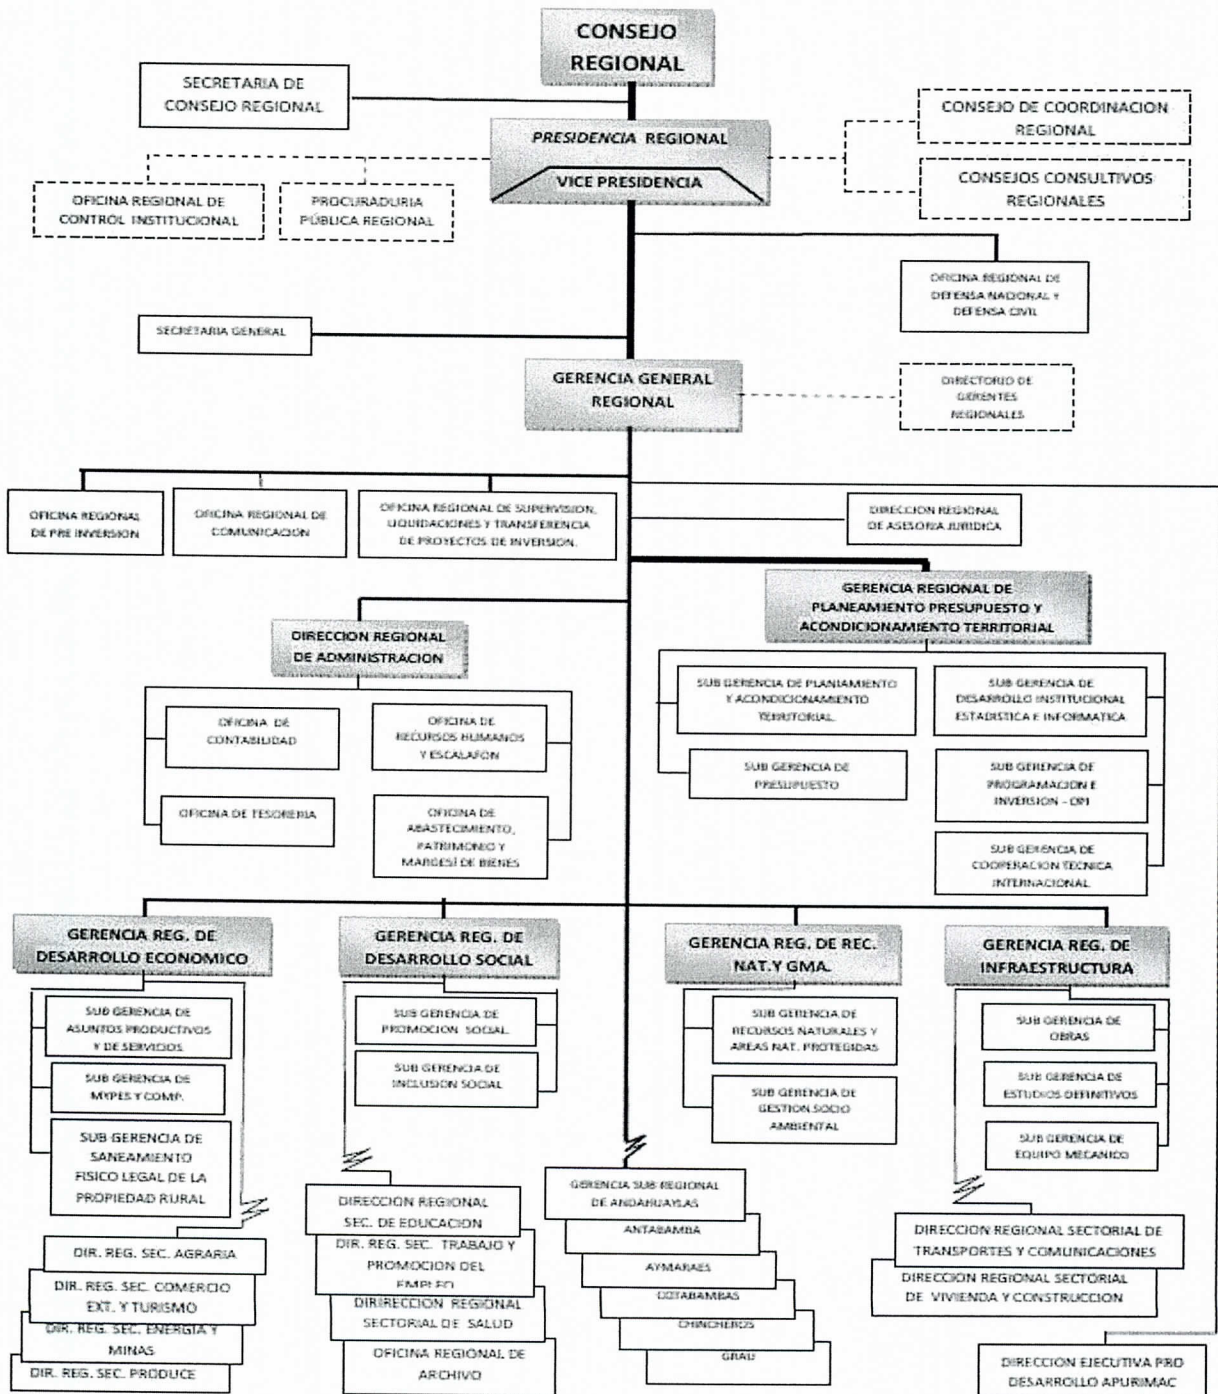 CONSEJO
REGIONAL
SECRETARIA DE
CONSEJO REGIONAL
CONSEJO DE COORDINACION
REGIONAL
PRESIDENCIA REGIONAL
VICE PRESIDENCIA
CONSEJOS CONSULTIVOS
REGIONALES
OFICINA REGIONAL DE
CONTROL INSTITUCIONAL
PROCURADURIA
PÚBLICA REGIONAL
OFICINA REGIONAL DE
DEFENSA NACIONAL Y
DEFENSA CIVIL
SECRETARIA GENERAL
GERENCIA GENERAL
REGIONAL
DIRECTORIO DE
GERENTES
REGIONALES
OFICINA REGIONAL
DE PRE INVERSION
OFICINA REGIONAL DE
COMUNICACIÓN
OFICINA REGIONAL DE SUPERVISION,
LIQUIDACIONES Y TRANSFERENCIA
DE PROYECTOS DE INVERSION.
DIRECCION REGIONAL
DE ASESORIA JURIDICA
GERENCIA REGIONAL DE
PLANEAMIENTO PRESUPUESTO Y
ACONDICIONAMIENTO TERRITORIAL
DIRECCION REGIONAL
DE ADMINISTRACION
OFICINA DE
CONTABILIDAD
OFICINA DE
RECURSOS HUMANOS
Y ESCALAFON
OFICINA DE TESORERIA
OFICINA DE
ABASTECIMIENTO,
PATRIMONIO Y
MARGESÍ DE BIENES
SUB GERENCIA DE PLANIAMIENTO
Y ACONDICIONAMIENTO
TERRITORIAL.
SUB GERENCIA DE
DESARROLLO INSTITUCIONAL
ESTADISTICA E INFORMATICA
SUB GERENCIA DE
PRESUPUESTO
SUB GERENCIA DE
PROGRAMACION E
INVERSION - OPI
SUB GERENCIA DE
COOPERACION TECNICA
INTERNACIONAL
GERENCIA REG. DE
DESARROLLO ECONOMICO
SUB GERENCIA DE
ASUNTOS PRODUCTIVOS
Y DE SERVICIOS
SUB GERENCIA DE
MYPES Y COMP.
SUB GERENCIA DE
SANEAMIENTO
FISICO LEGAL DE LA
PROPIEDAD RURAL
DIR. REG. SEC. AGRARIA
DIR. REG. SEC. COMERCIO
EXT. Y TURISMO
DIR. REG. SEC. ENERGIA Y
MINAS
DIR. REG. SEC. PRODUCE
GERENCIA REG. DE
DESARROLLO SOCIAL
SUB GERENCIA DE
PROMOCION SOCIAL
SUB GERENCIA DE
INCLUSION SOCIAL
DIRECCION REGIONAL
SEC. DE EDUCACION
DIR. REG. SEC. TRABAJO Y
PROMOCION DEL
EMPLEO
DIRIRECCION REGIONAL
SECTORIAL DE SALUD
OFICINA REGIONAL DE
ARCHIVO
GERENCIA SUB REGIONAL
DE ANDAHUAYLAS
ANTABAMBA
AYMARAES
COTABAMBAS
CHINCHEROS
GRAU
GERENCIA REG. DE REC.
NAT.Y GMA.
SUB GERENCIA DE
RECURSOS NATURALES Y
AREAS NAT. PROTEGIDAS
SUB GERENCIA DE
GESTION SOCIO
AMBIENTAL
GERENCIA REG. DE
INFRAESTRUCTURA
SUB GERENCIA DE
OBRAS
SUB GERENCIA DE
ESTUDIOS DEFINITIVOS
SUB GERENCIA DE
EQUIPO MECANICO
DIRECCION REGIONAL SECTORIAL DE
TRANSPORTES Y COMUNICACIONES
DIRECCION REGIONAL SECTORIAL
DE VIVIENDA Y CONSTRUCCION
DIRECCION EJECUTIVA PRO
DESARROLLO APURIMAC